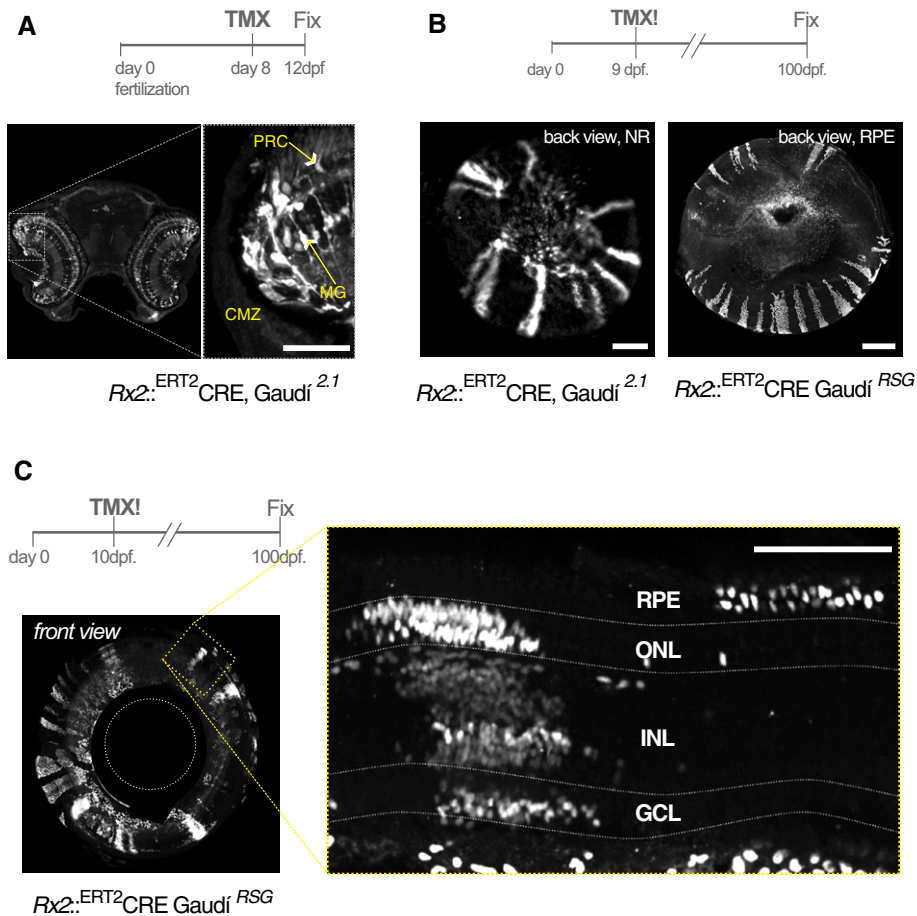 A
TMX Fix
day 0 day 8 12dpf
fertilization
PRC
MG
CMZ
Rx2::ERT2CRE, Gaudí 2.1
B
TMX! Fix
day 0 9 dpf. 100dpf.
back view, NR
back view, RPE
Rx2::ERT2CRE, Gaudí 2.1
Rx2::ERT2CRE Gaudí RSG
C
TMX! Fix
day 0 10dpf. 100dpf.
front view
RPE
ONL
INL
GCL
Rx2::ERT2CRE Gaudí RSG